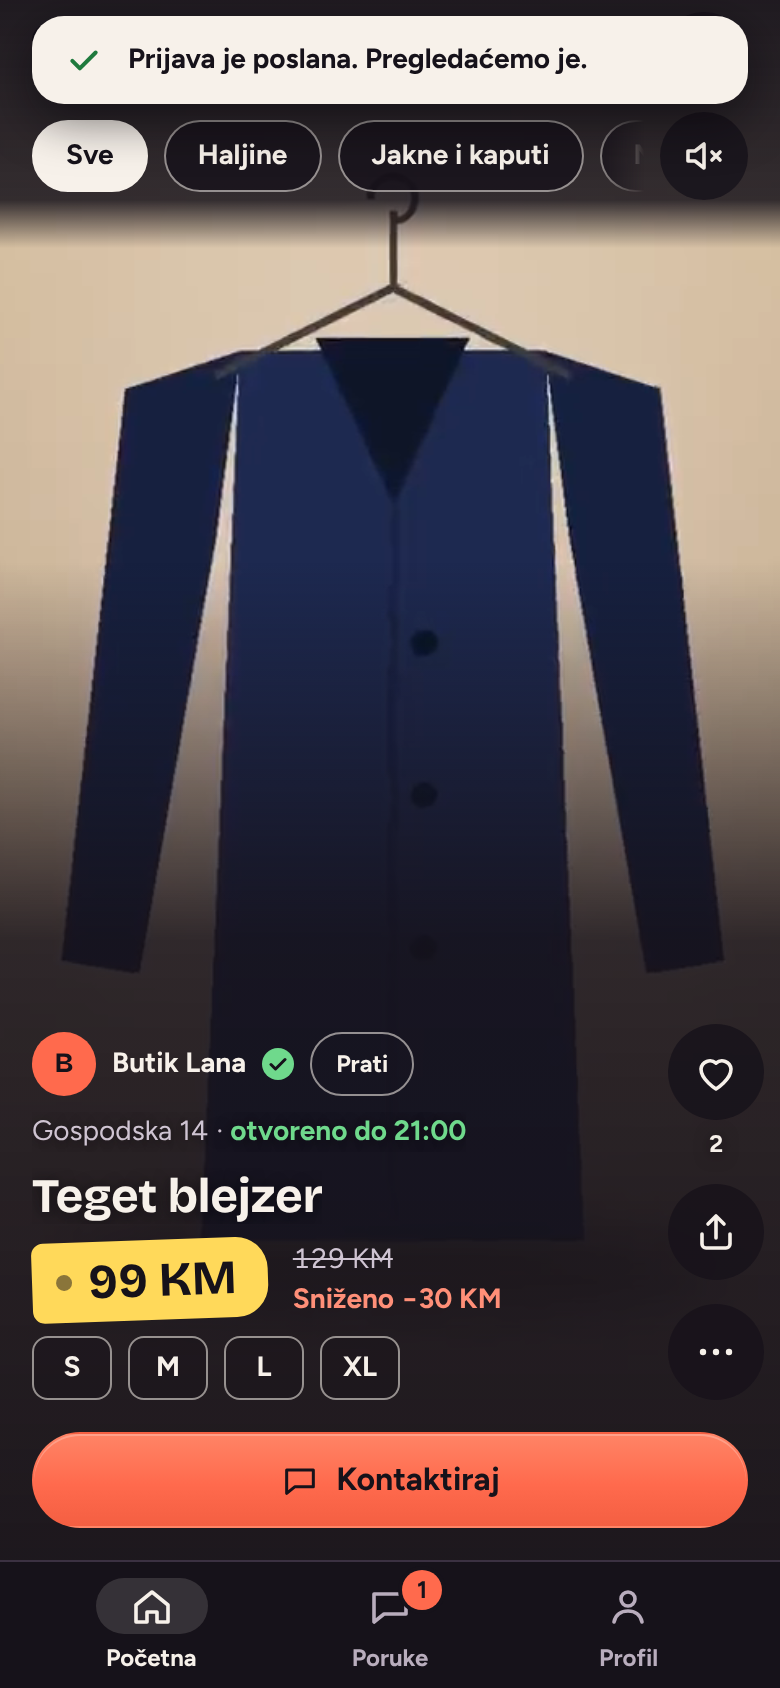 Prijava je poslana. Pregledaćemo je.
Sve
Haljine
Jakne i kaputi
B
Butik Lana
Prati
Gospodska 14 · otvoreno do 21:00
2
Teget blejzer
99 KM
129 KM
Sniženo −30 KM
S
M
L
XL
Kontaktiraj
1
Početna
Poruke
Profil